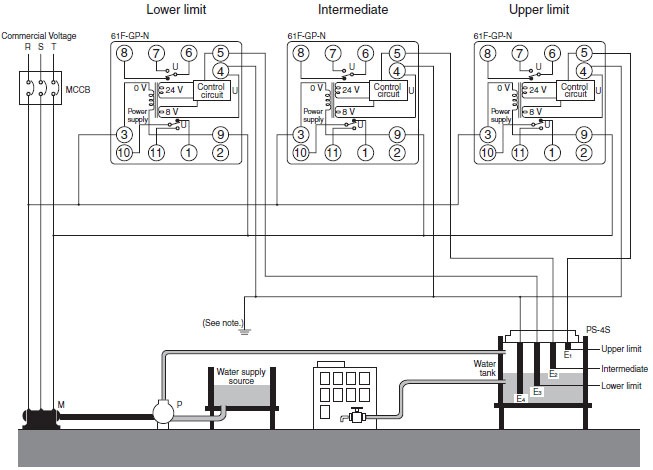 Lower limit
Intermediate
Upper limit
Commercial Voltage
R S T
MCCB
61F-GP-N
8 7 6 5
4
U
0 V
24 V
Control
circuit
U
8 V
Power
supply
U
3
9
10 11 1 2
61F-GP-N
8 7 6 5
4
U
0 V
24 V
Control
circuit
U
8 V
Power
supply
U
3
9
10 11 1 2
61F-GP-N
8 7 6 5
4
U
0 V
24 V
Control
circuit
U
8 V
Power
supply
U
3
9
10 11 1 2
(See note.)
PS-4S
Water
tank
E1
Upper limit
E2
Intermediate
E3
Lower limit
E4
Water supply
source
M
P